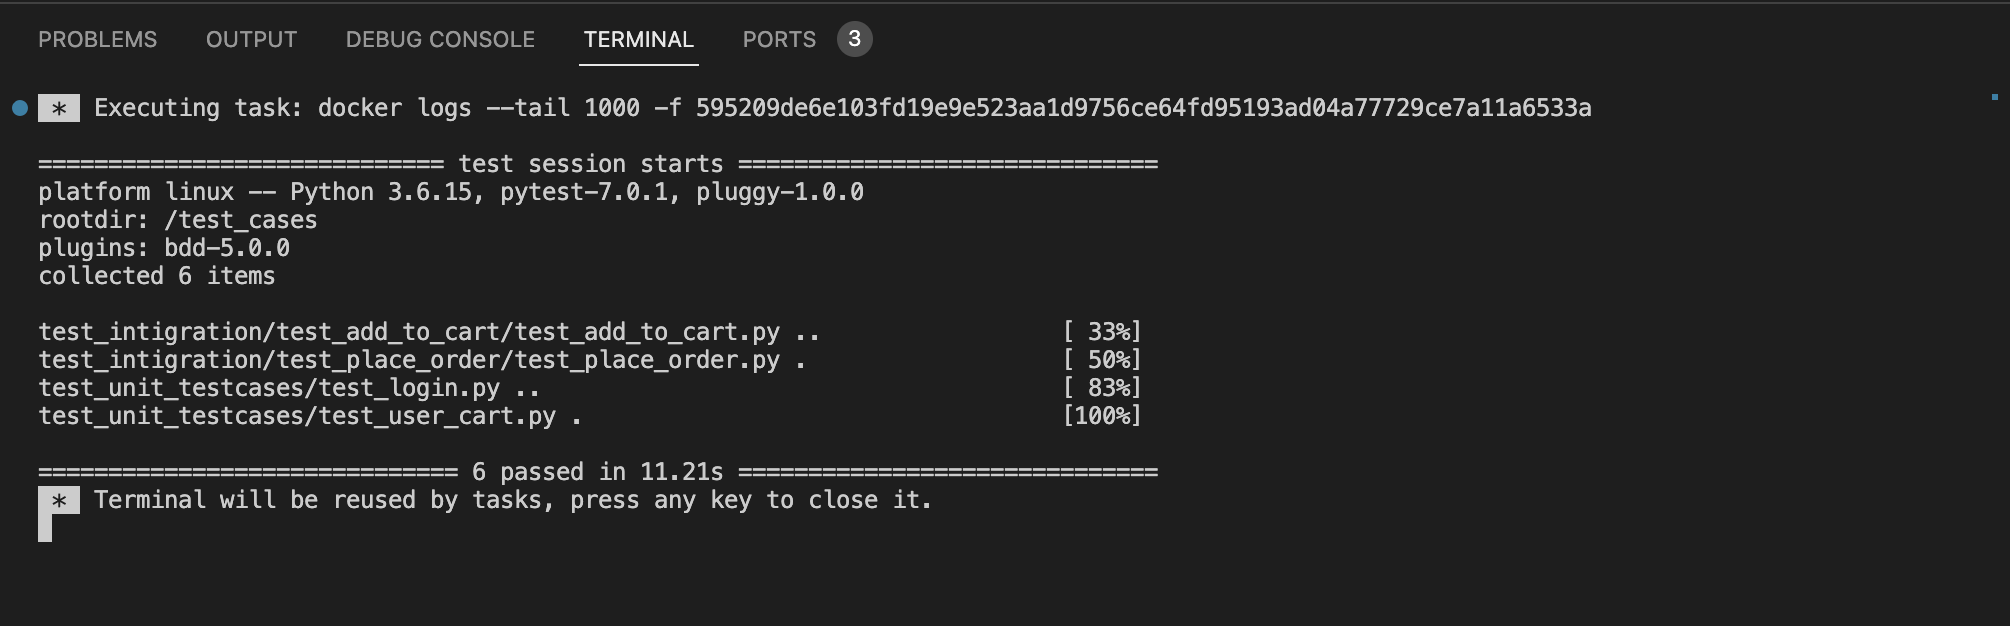 PROBLEMS OUTPUT DEBUG CONSOLE TERMINAL PORTS 3
* Executing task: docker logs --tail 1000 -f 595209de6e103fd19e9e523aa1d9756ce64fd95193ad04a77729ce7a11a6533a
============================= test session starts ==============================
platform linux -- Python 3.6.15, pytest-7.0.1, pluggy-1.0.0
rootdir: /test_cases
plugins: bdd-5.0.0
collected 6 items
test_intigration/test_add_to_cart/test_add_to_cart.py .. [ 33%]
test_intigration/test_place_order/test_place_order.py . [ 50%]
test_unit_testcases/test_login.py .. [ 83%]
test_unit_testcases/test_user_cart.py . [100%]
============================== 6 passed in 11.21s ==============================
* Terminal will be reused by tasks, press any key to close it.